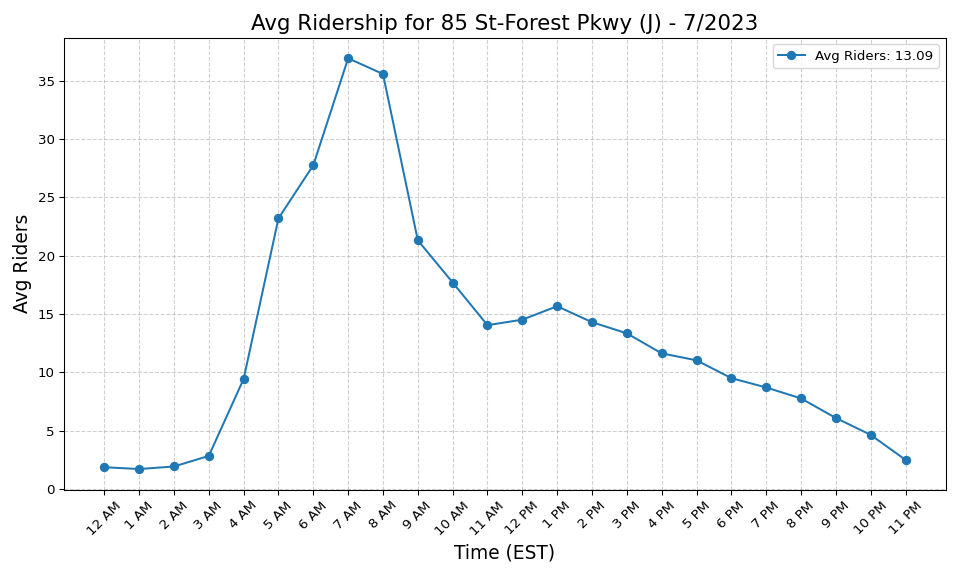 Avg Ridership for 85 St-Forest Pkwy (J) - 7/2023
Avg Riders: 13.09
Avg Riders
35
30
25
20
15
10
5
0
12 AM
1 AM
2 AM
3 AM
4 AM
5 AM
6 AM
7 AM
8 AM
9 AM
10 AM
11 AM
12 PM
1 PM
2 PM
3 PM
4 PM
5 PM
6 PM
7 PM
8 PM
9 PM
10 PM
11 PM
Time (EST)